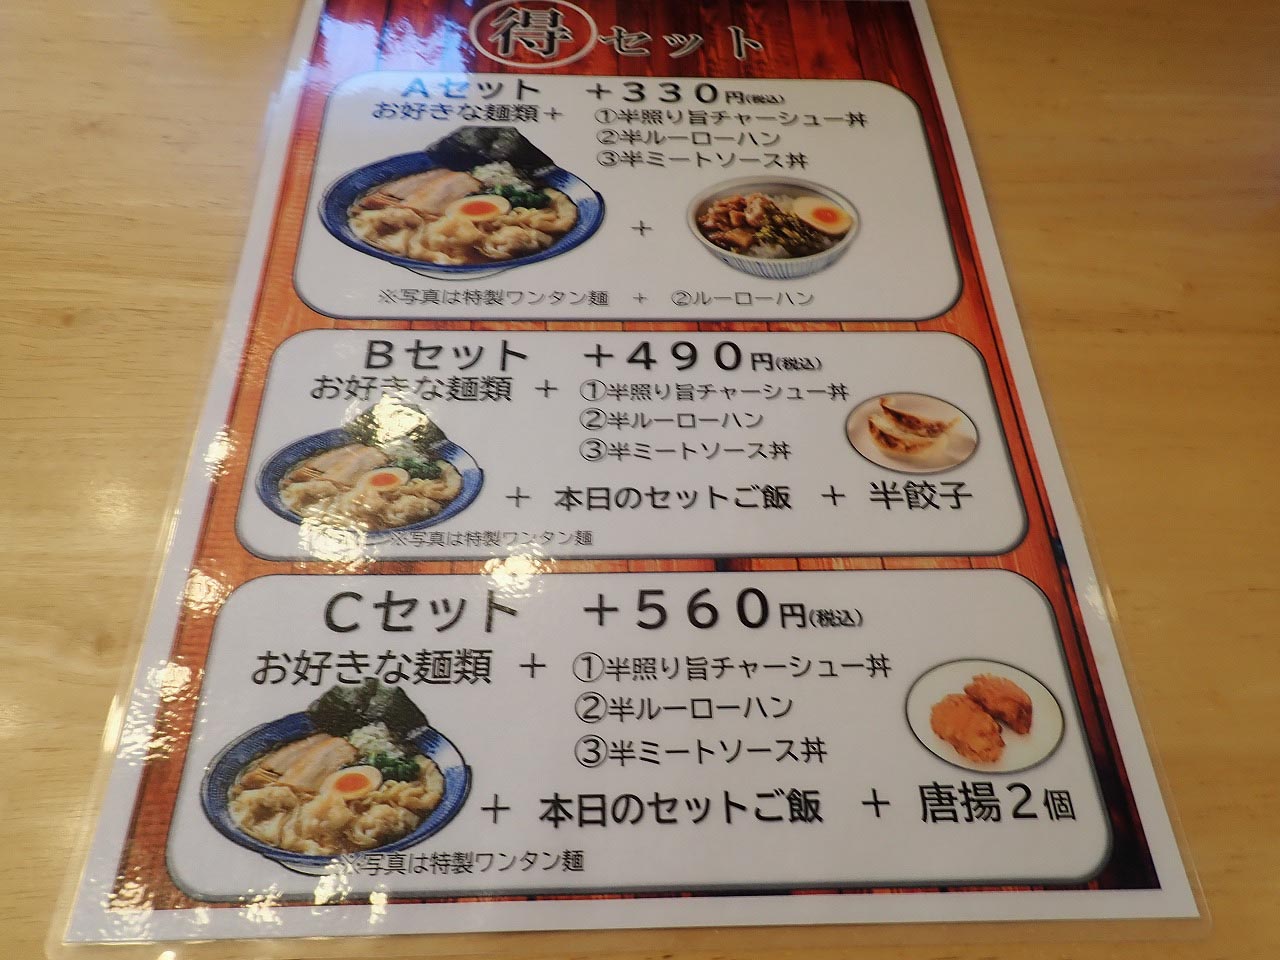 得セット
Aセット +330円(税込)
お好きな麺類+ ①半照り旨チャーシュー丼
②半ルーローハン
③半ミートソース丼
+
※写真は特製ワンタン麺 + ②ルーローハン
Bセット +490円(税込)
お好きな麺類 + ①半照り旨チャーシュー丼
②半ルーローハン
③半ミートソース丼
+ 本日のセットご飯 + 半餃子
※写真は特製ワンタン麺
Cセット +560円(税込)
お好きな麺類 + ①半照り旨チャーシュー丼
②半ルーローハン
③半ミートソース丼
+ 本日のセットご飯 + 唐揚2個
※写真は特製ワンタン麺